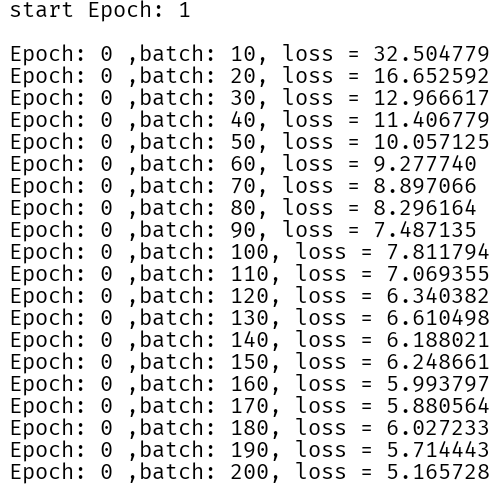 start Epoch: 1
Epoch: 0 ,batch: 10, loss = 32.504779
Epoch: 0 ,batch: 20, loss = 16.652592
Epoch: 0 ,batch: 30, loss = 12.966617
Epoch: 0 ,batch: 40, loss = 11.406779
Epoch: 0 ,batch: 50, loss = 10.057125
Epoch: 0 ,batch: 60, loss = 9.277740
Epoch: 0 ,batch: 70, loss = 8.897066
Epoch: 0 ,batch: 80, loss = 8.296164
Epoch: 0 ,batch: 90, loss = 7.487135
Epoch: 0 ,batch: 100, loss = 7.811794
Epoch: 0 ,batch: 110, loss = 7.069355
Epoch: 0 ,batch: 120, loss = 6.340382
Epoch: 0 ,batch: 130, loss = 6.610498
Epoch: 0 ,batch: 140, loss = 6.188021
Epoch: 0 ,batch: 150, loss = 6.248661
Epoch: 0 ,batch: 160, loss = 5.993797
Epoch: 0 ,batch: 170, loss = 5.880564
Epoch: 0 ,batch: 180, loss = 6.027233
Epoch: 0 ,batch: 190, loss = 5.714443
Epoch: 0 ,batch: 200, loss = 5.165728